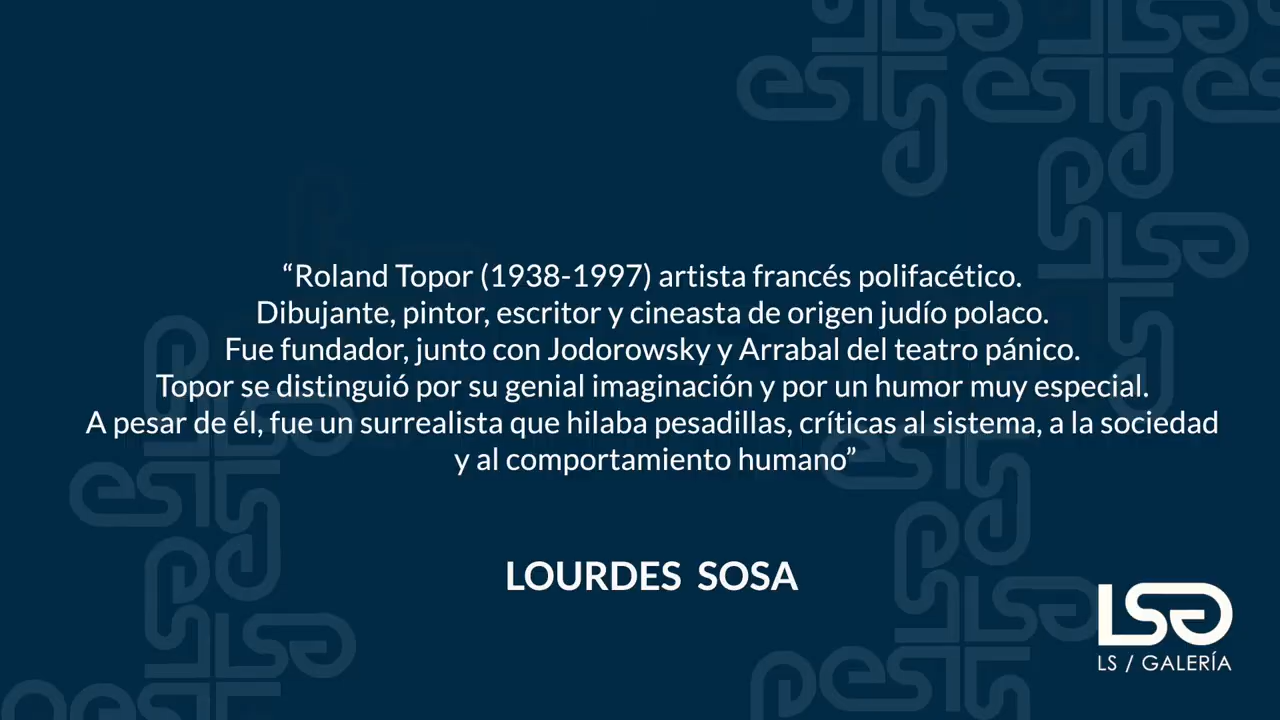 “Roland Topor (1938-1997) artista francés polifacético.
Dibujante, pintor, escritor y cineasta de origen judío polaco.
Fue fundador, junto con Jodorowsky y Arrabal del teatro pánico.
Topor se distinguió por su genial imaginación y por un humor muy especial.
A pesar de él, fue un surrealista que hilaba pesadillas, críticas al sistema, a la sociedad
y al comportamiento humano”
LOURDES SOSA
LSG
LS / GALERÍA